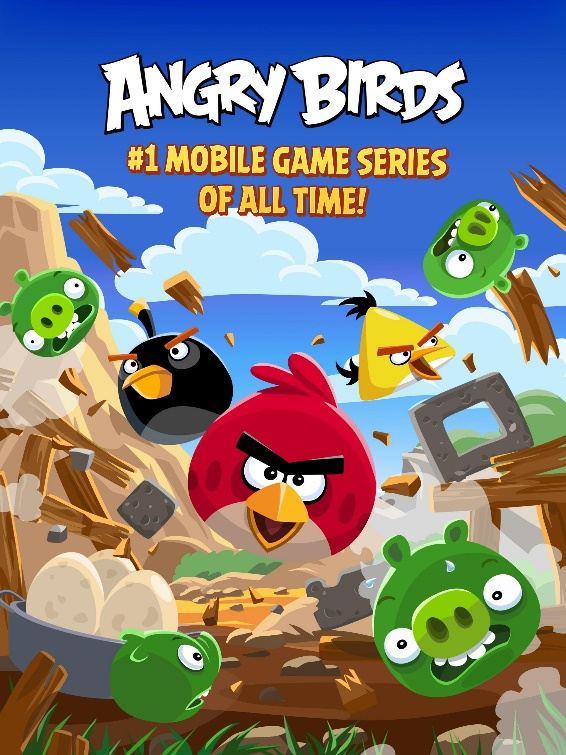 ANGRY BIRDS
#1 MOBILE GAME SERIES
OF ALL TIME!